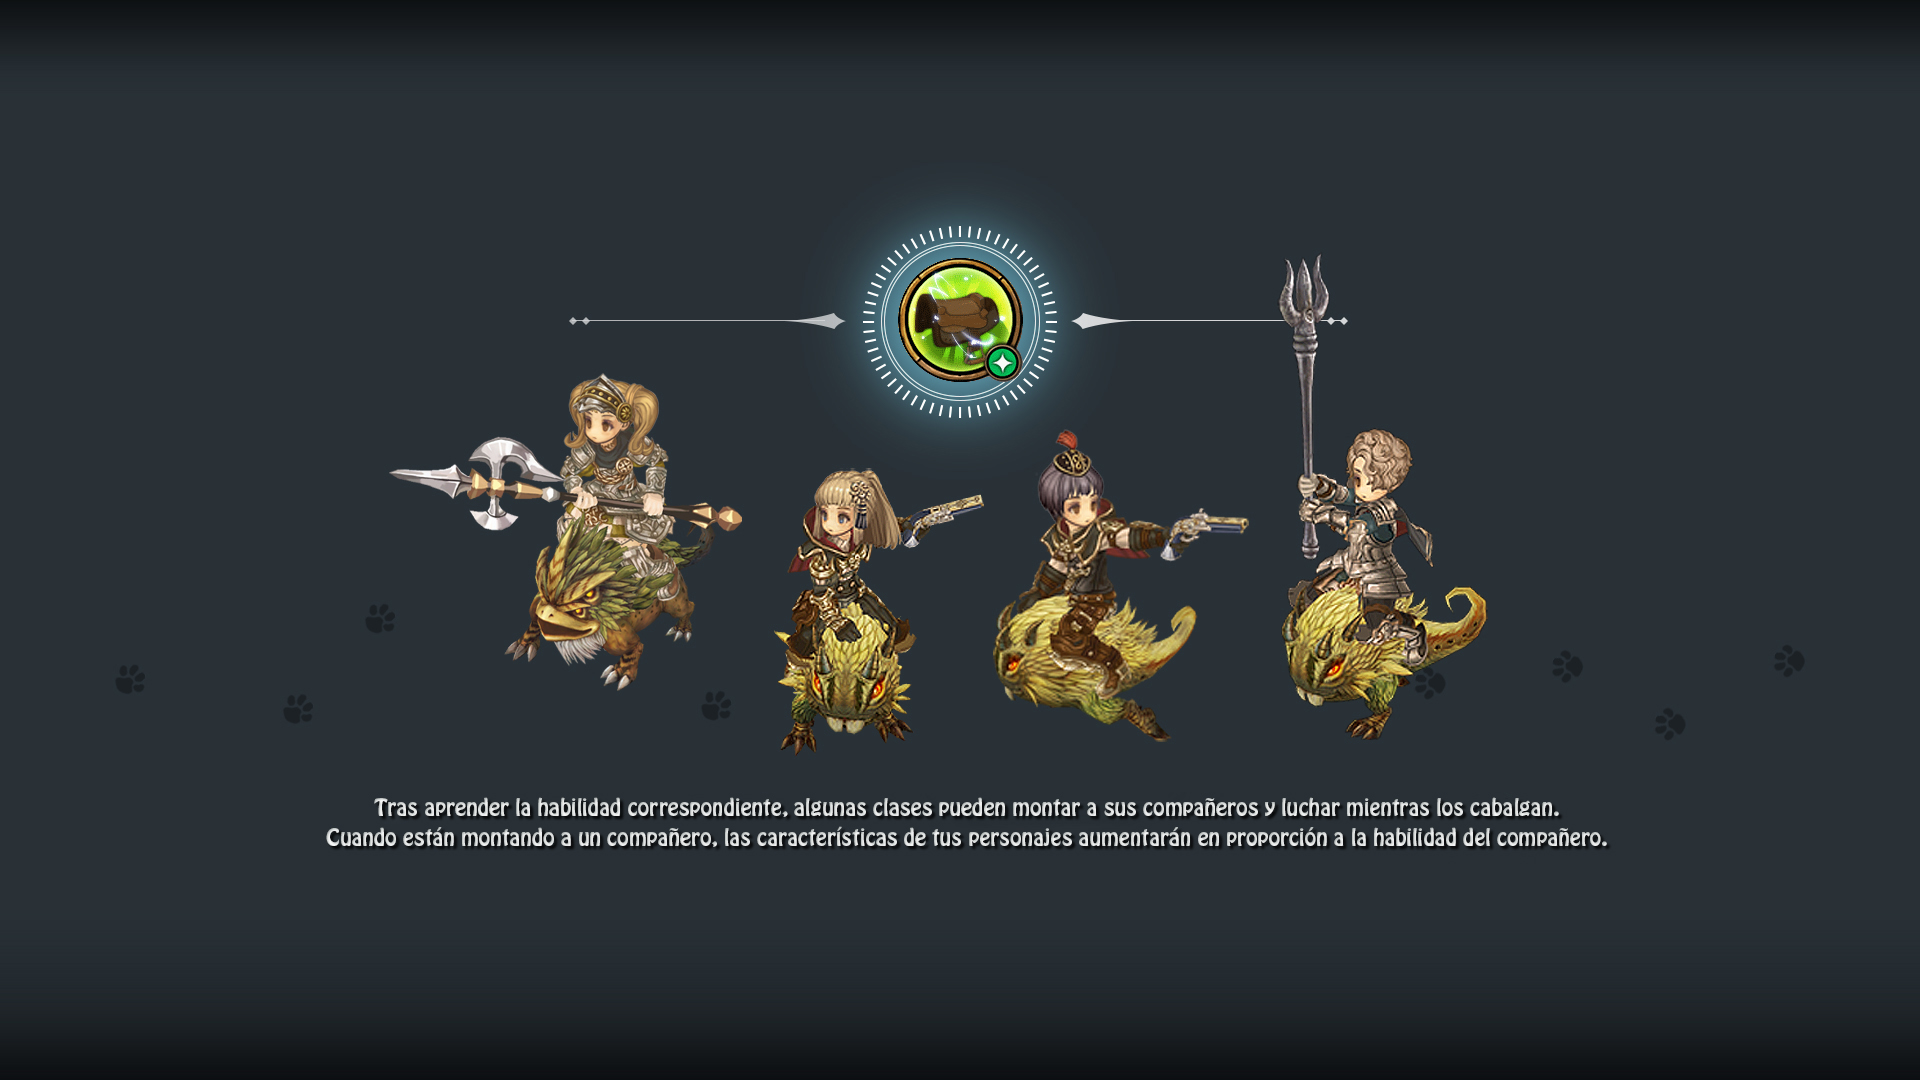 Tras aprender la habilidad correspondiente, algunas clases pueden montar a sus compañeros y luchar mientras los cabalgan.
Cuando están montando a un compañero, las características de tus personajes aumentarán en proporción a la habilidad del compañero.